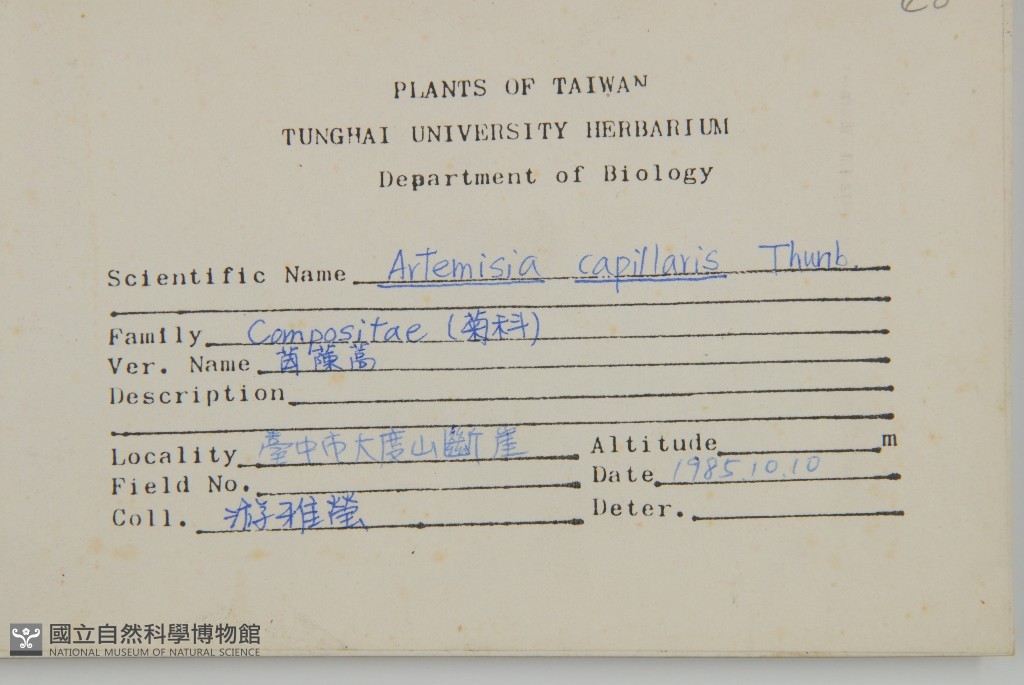 PLANTS OF TAIWAN
TUNGHAI UNIVERSITY HERBARIUM
Department of Biology
Scientific Name Artemisia capillaris Thunb.
Family Compositae (菊科)
Ver. Name 茵蔯蒿
Description
Locality 臺中市大度山斷崖 Altitude m
Field No. Date 1985.10.10
Coll. 游雅瑩 Deter.
國立自然科學博物館
NATIONAL MUSEUM OF NATURAL SCIENCE